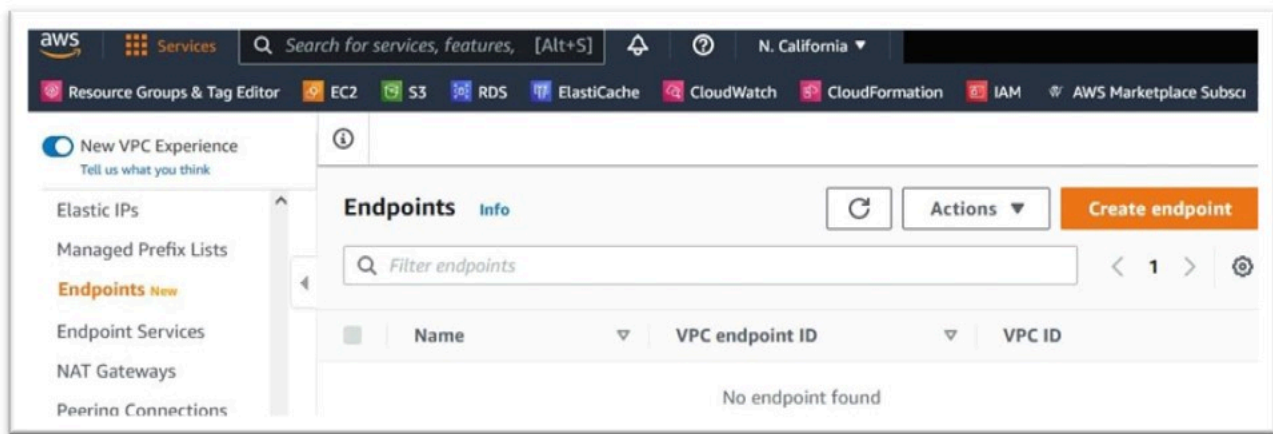 aws Services Search for services, features, [Alt+S] N. California
Resource Groups & Tag Editor EC2 S3 RDS ElastiCache CloudWatch CloudFormation IAM AWS Marketplace
New VPC Experience
Tell us what you think
Elastic IPs
Managed Prefix Lists
Endpoints New
Endpoint Services
NAT Gateways
Peering Connections
Endpoints Info Actions Create endpoint
Filter endpoints 1
Name VPC endpoint ID VPC ID
No endpoint found